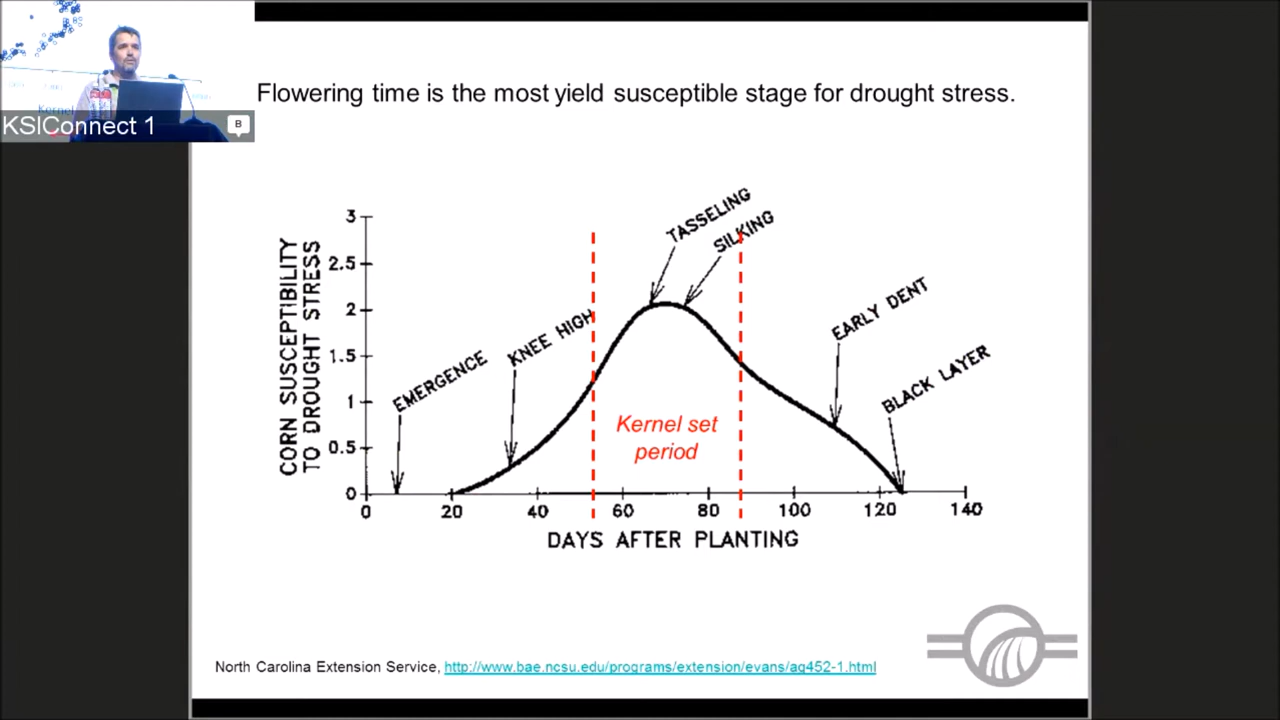 Kernel
KSIConnect 1
B
Flowering time is the most yield susceptible stage for drought stress.
CORN SUSCEPTIBILITY
TO DROUGHT STRESS
3
2.5
2
1.5
1
0.5
0
EMERGENCE
KNEE HIGH
TASSELING
SILKING
EARLY DENT
BLACK LAYER
Kernel set
period
0 20 40 60 80 100 120 140
DAYS AFTER PLANTING
North Carolina Extension Service, http://www.bae.ncsu.edu/programs/extension/evans/ag452-1.html